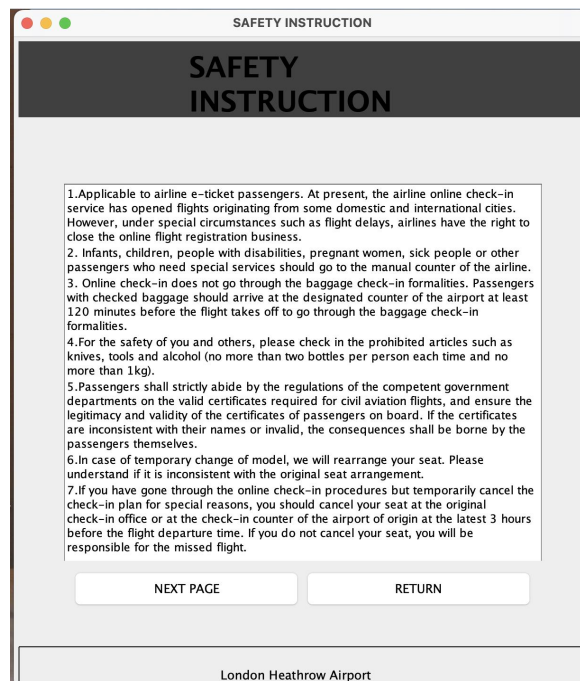 SAFETY INSTRUCTION
SAFETY
INSTRUCTION
1.Applicable to airline e-ticket passengers. At present, the airline online check-in
service has opened flights originating from some domestic and international cities.
However, under special circumstances such as flight delays, airlines have the right to
close the online flight registration business.
2. Infants, children, people with disabilities, pregnant women, sick people or other
passengers who need special services should go to the manual counter of the airline.
3. Online check-in does not go through the baggage check-in formalities. Passengers
with checked baggage should arrive at the designated counter of the airport at least
120 minutes before the flight takes off to go through the baggage check-in
formalities.
4.For the safety of you and others, please check in the prohibited articles such as
knives, tools and alcohol (no more than two bottles per person each time and no
more than 1kg).
5.Passengers shall strictly abide by the regulations of the competent government
departments on the valid certificates required for civil aviation flights, and ensure the
legitimacy and validity of the certificates of passengers on board. If the certificates
are inconsistent with their names or invalid, the consequences shall be borne by the
passengers themselves.
6.In case of temporary change of model, we will rearrange your seat. Please
understand if it is inconsistent with the original seat arrangement.
7.If you have gone through the online check-in procedures but temporarily cancel the
check-in plan for special reasons, you should cancel your seat at the original
check-in office or at the check-in counter of the airport of origin at the latest 3 hours
before the flight departure time. If you do not cancel your seat, you will be
responsible for the missed flight.
NEXT PAGE
RETURN
London Heathrow Airport